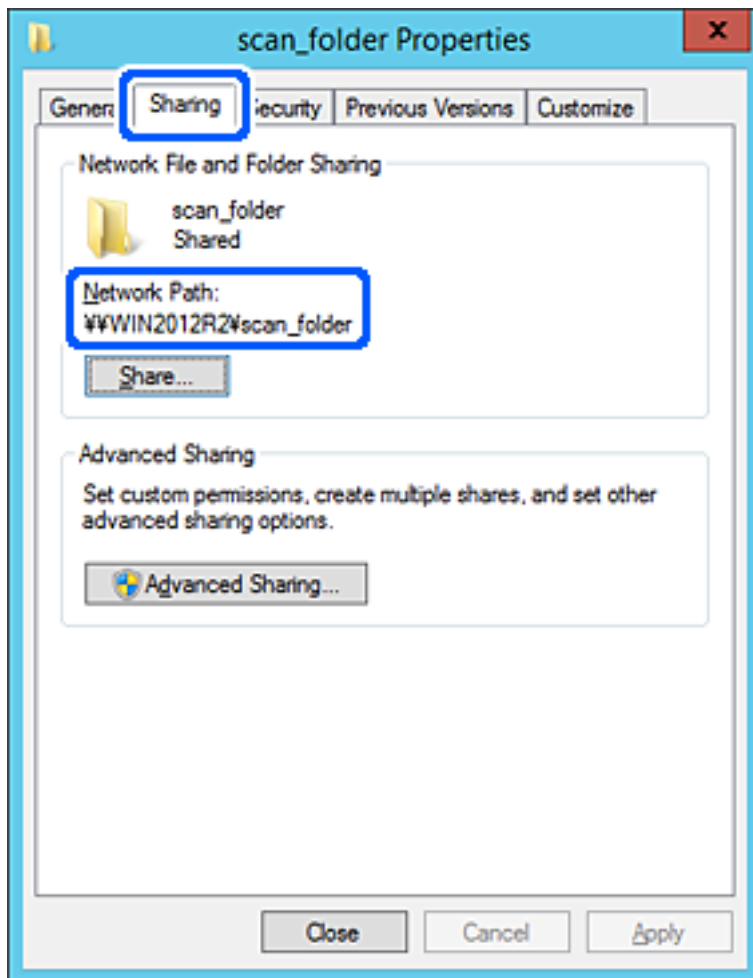 scan_folder Properties
x
Genera Sharing Security Previous Versions Customize
Network File and Folder Sharing
scan_folder
Shared
Network Path:
¥¥WIN2012R2¥scan_folder
Share...
Advanced Sharing
Set custom permissions, create multiple shares, and set other
advanced sharing options.
Advanced Sharing...
Close Cancel Apply